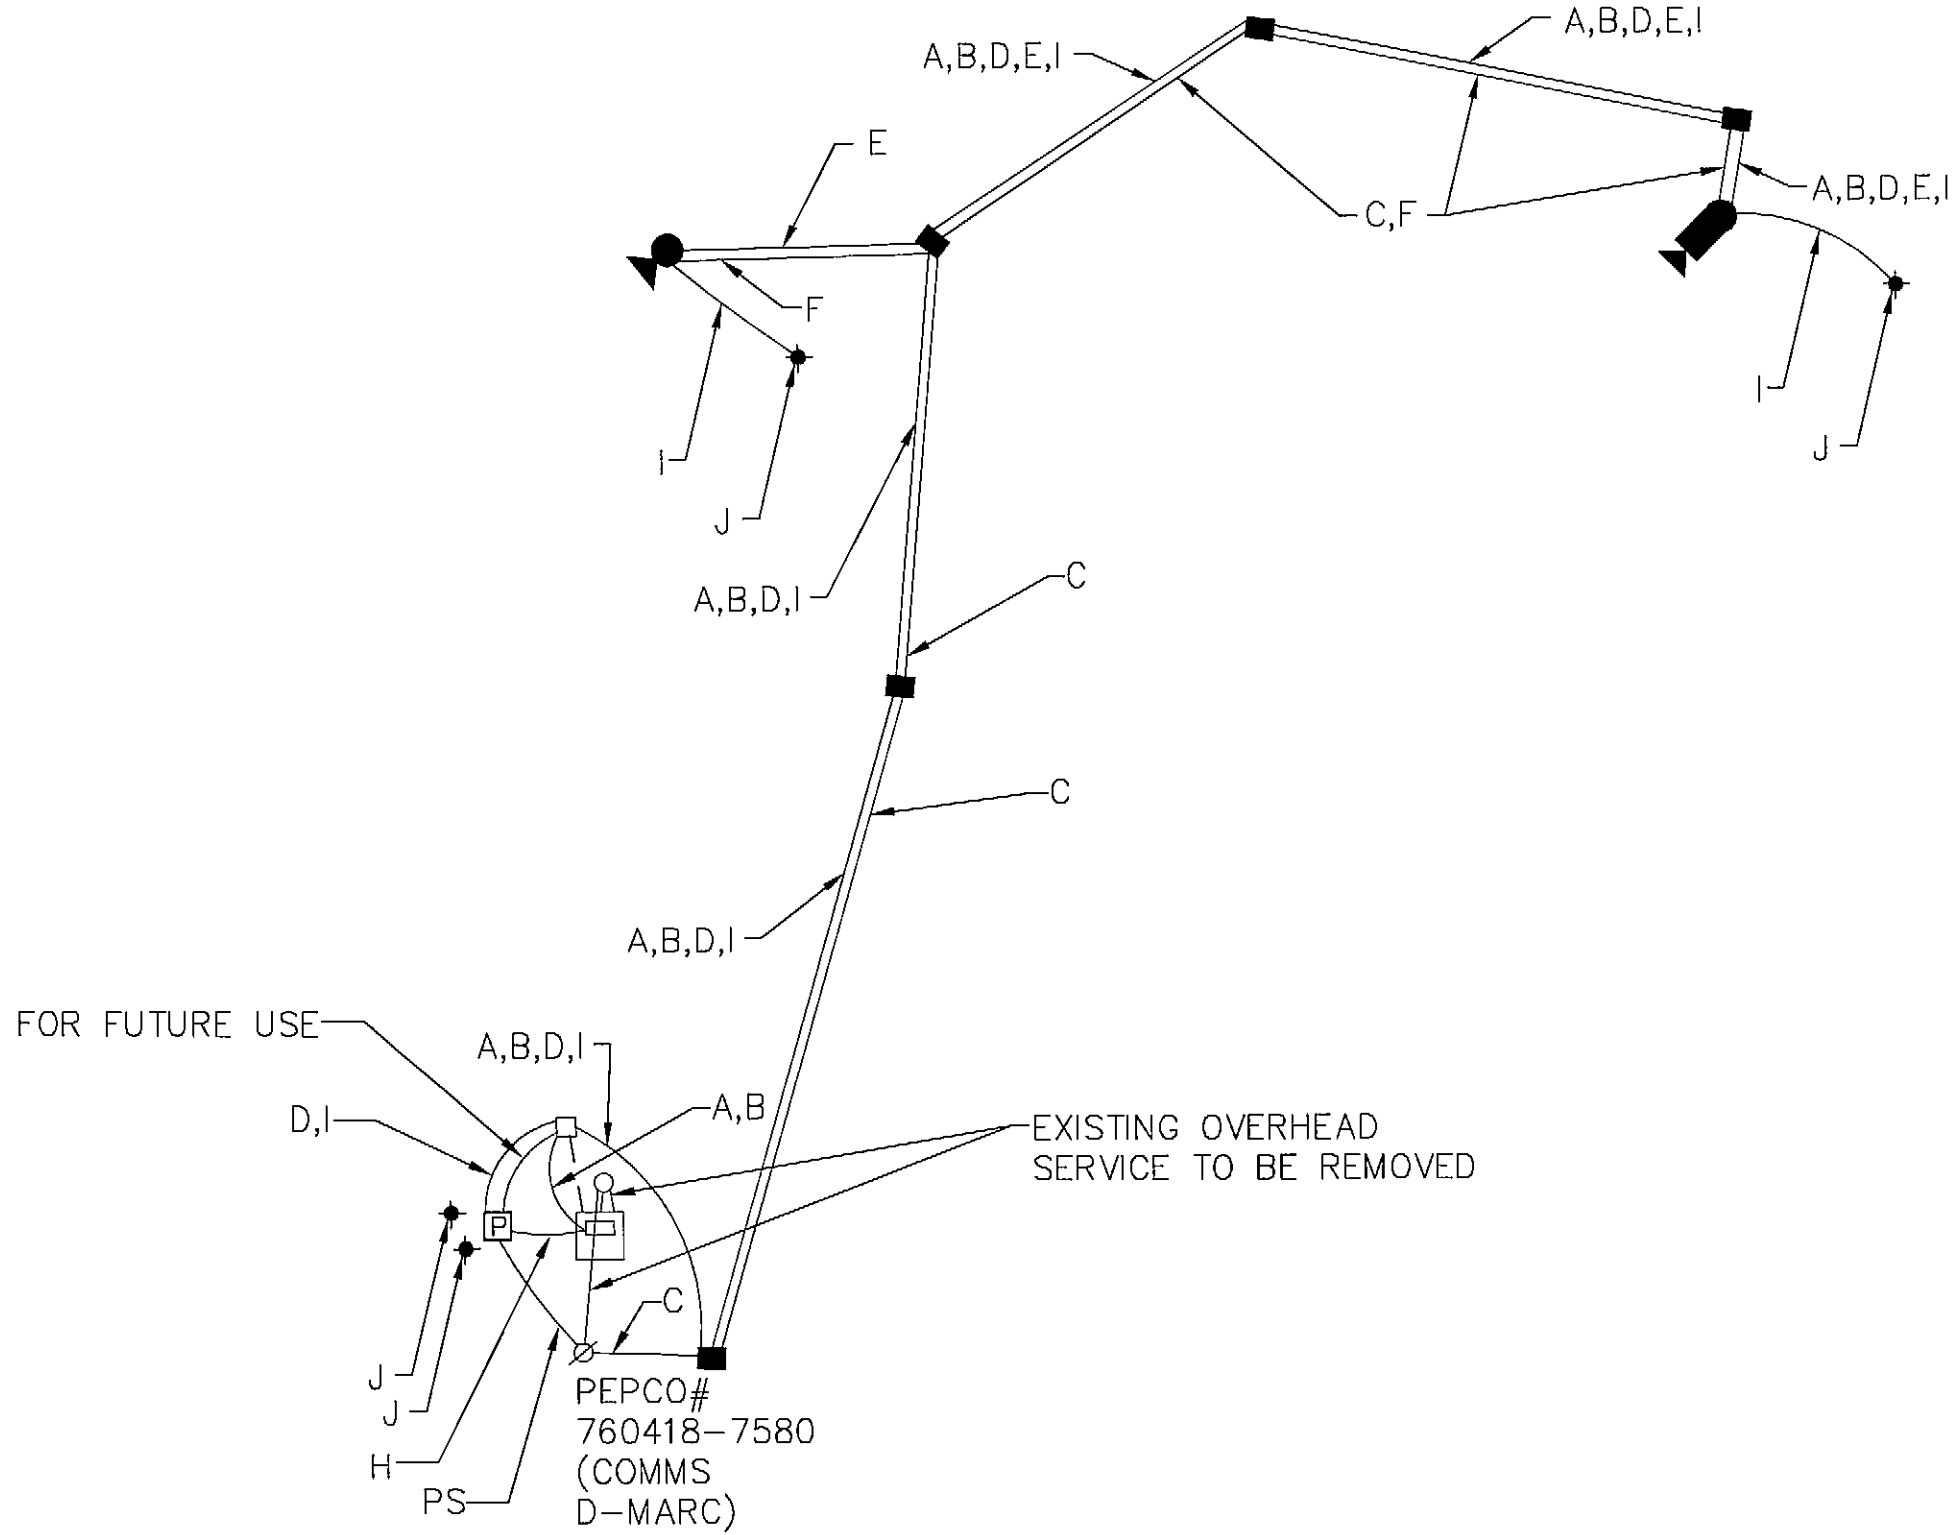 A,B,D,E,I
A,B,D,E,I
E
A,B,D,E,I
C,F
F
I
J
I
J
A,B,D,I
C
C
A,B,D,I
FOR FUTURE USE
A,B,D,I
D,I
A,B
EXISTING OVERHEAD
SERVICE TO BE REMOVED
P
C
J
J
H
PS
PEPCO#
760418-7580
(COMMS
D-MARC)